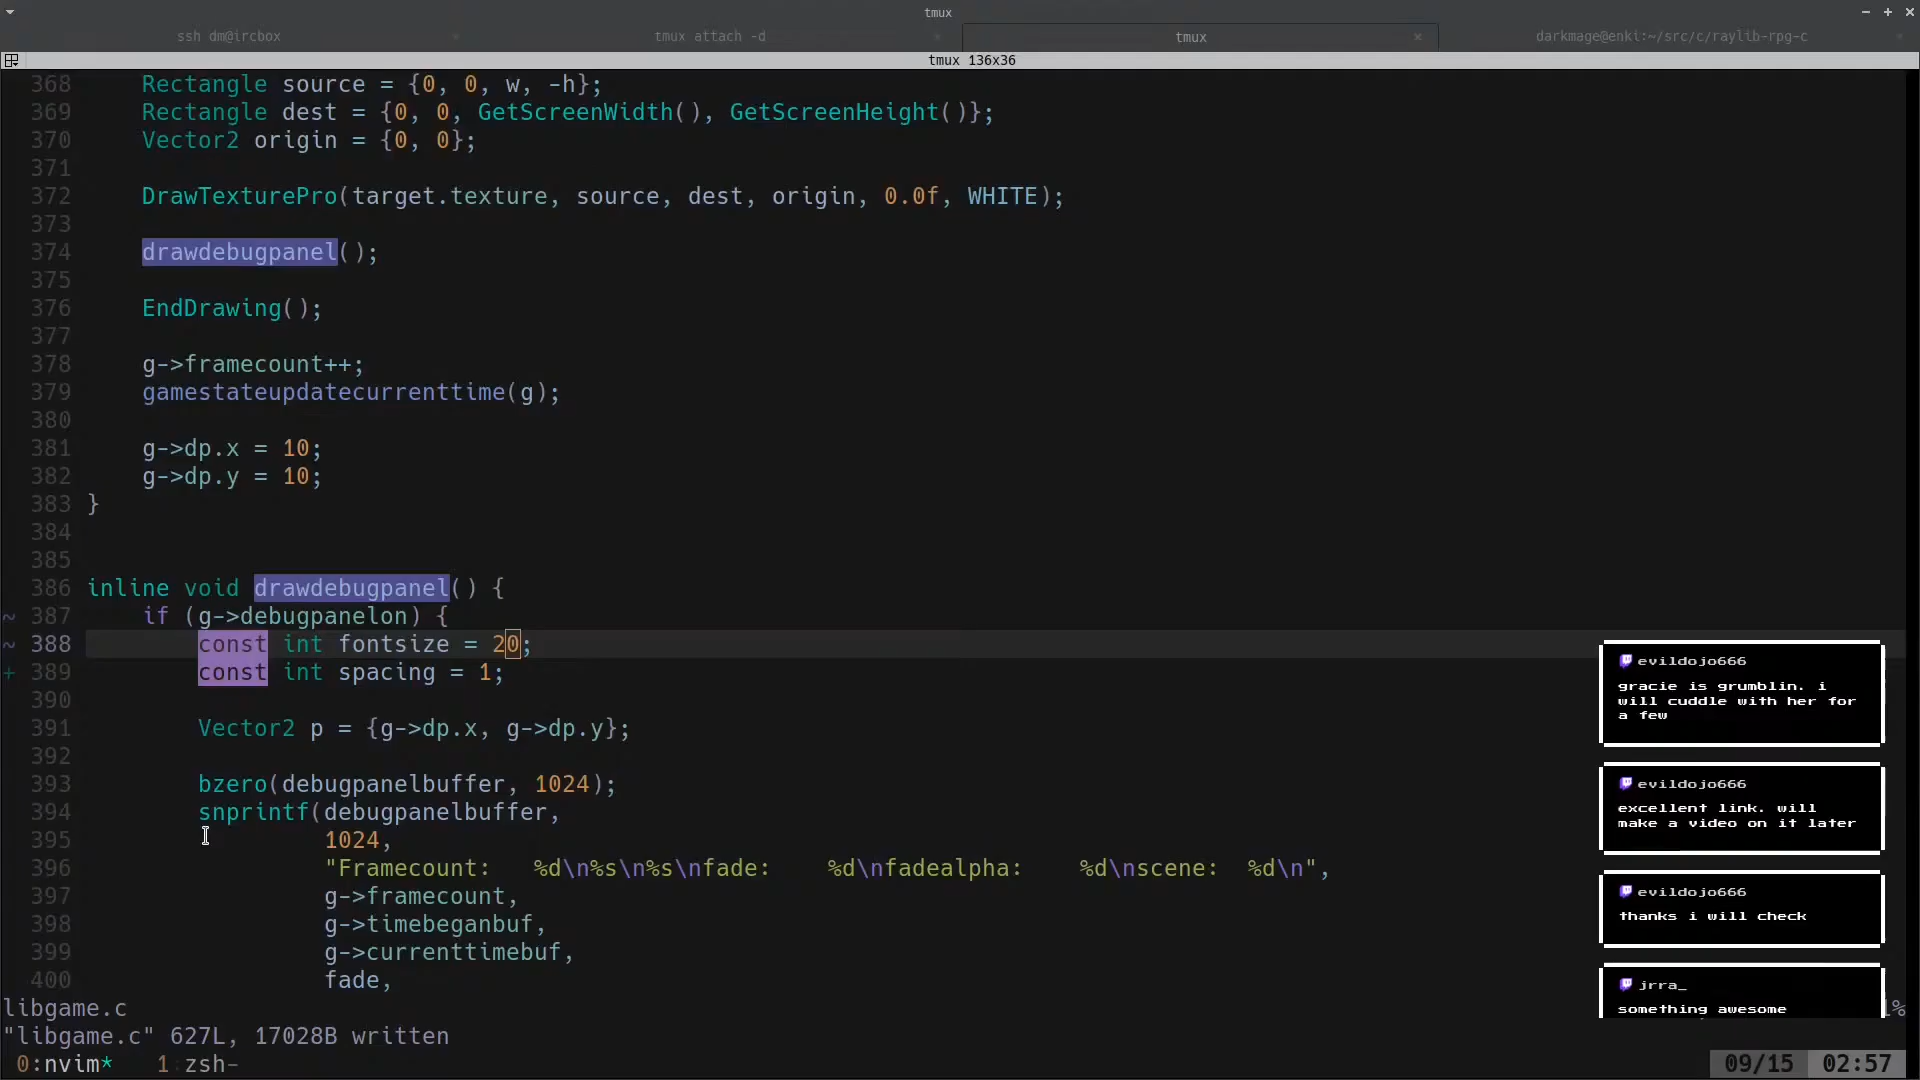 tmux
ssh dm@ircbox
tmux attach -d
tmux
darkmage@enki:~/src/c/raylib-rpg-c
tmux 136x36
368     Rectangle source = {0, 0, w, -h};
369     Rectangle dest = {0, 0, GetScreenWidth(), GetScreenHeight()};
370     Vector2 origin = {0, 0};
371
372     DrawTexturePro(target.texture, source, dest, origin, 0.0f, WHITE);
373
374     drawdebugpanel();
375
376     EndDrawing();
377
378     g->framecount++;
379     gamestateupdatecurrenttime(g);
380
381     g->dp.x = 10;
382     g->dp.y = 10;
383 }
384
385
386 inline void drawdebugpanel() {
~ 387     if (g->debugpanelon) {
~ 388         const int fontsize = 20;
+ 389         const int spacing = 1;
390
391         Vector2 p = {g->dp.x, g->dp.y};
392
393         bzero(debugpanelbuffer, 1024);
394         snprintf(debugpanelbuffer,
395                  1024,
396                  "Framecount:   %d\n%s\n%s\nfade:    %d\nfadealpha:    %d\nscene:  %d\n",
397                  g->framecount,
398                  g->timebeganbuf,
399                  g->currenttimebuf,
400                  fade,
libgame.c
"libgame.c" 627L, 17028B written
0:nvim*   1:zsh-
09/15 02:57
evildojo666
gracie is grumblin. i
will cuddle with her for
a few
evildojo666
excellent link. will
make a video on it later
evildojo666
thanks i will check
jrra_
something awesome